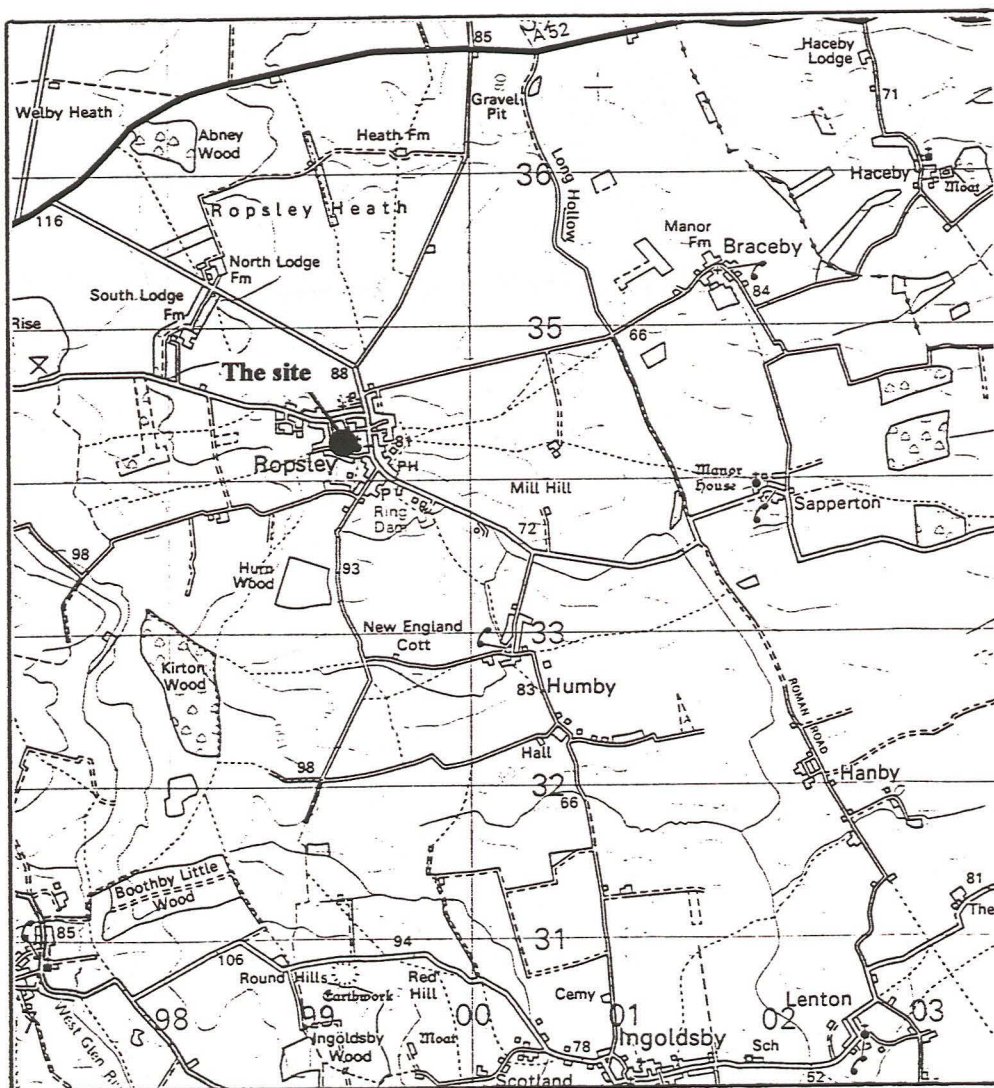 85
A 52
Haceby
Lodge
Welby Heath
Gravel
Pit
71
Abney
Wood
Heath Fm
Long Hollow
36
Haceby
Moat
116
Ropsley Heath
Manor
Fm
Braceby
North Lodge
Fm
84
South Lodge
Fm
Rise
35
66
The site
88
81
Ropsley
PH
Manor
House
Mill Hill
Sapperton
Ring
Dam
72
98
93
Hurn
Wood
New England
Cott
33
Kirton
Wood
83
Humby
ROMAN ROAD
Hall
98
Hanby
32
66
Boothby Little
Wood
81
The
85
94
31
106
Round Hills
Red
Hill
Earthwork
Cemy
Lenton
98
99
00
01
02
03
West Glen
Ingoldsby
Wood
Moat
78
Ingoldsby
Sch
Scotland
52